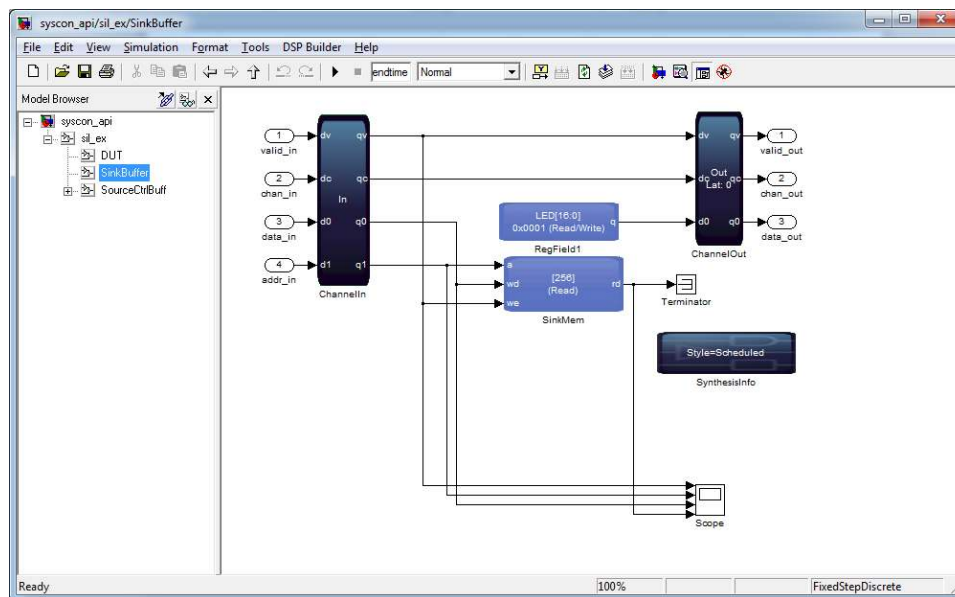 syscon_api/sil_ex/SinkBuffer
File Edit View Simulation Format Tools DSP Builder Help
endtime Normal
Model Browser
syscon_api
sil_ex
DUT
SinkBuffer
SourceCtrlBuff
1
valid_in
2
chan_in
3
data_in
4
addr_in
dv qv
dc qc
In
d0 q0
d1 q1
ChannelIn
LED[16:0]
0x0001 (Read/Write)
q
RegField1
a
wd
we
[256]
(Read)
rd
SinkMem
dv qv
Out
dc qc
Lat: 0
d0 q0
ChannelOut
1
valid_out
2
chan_out
3
data_out
Terminator
Style=Scheduled
SynthesisInfo
Scope
Ready 100% FixedStepDiscrete